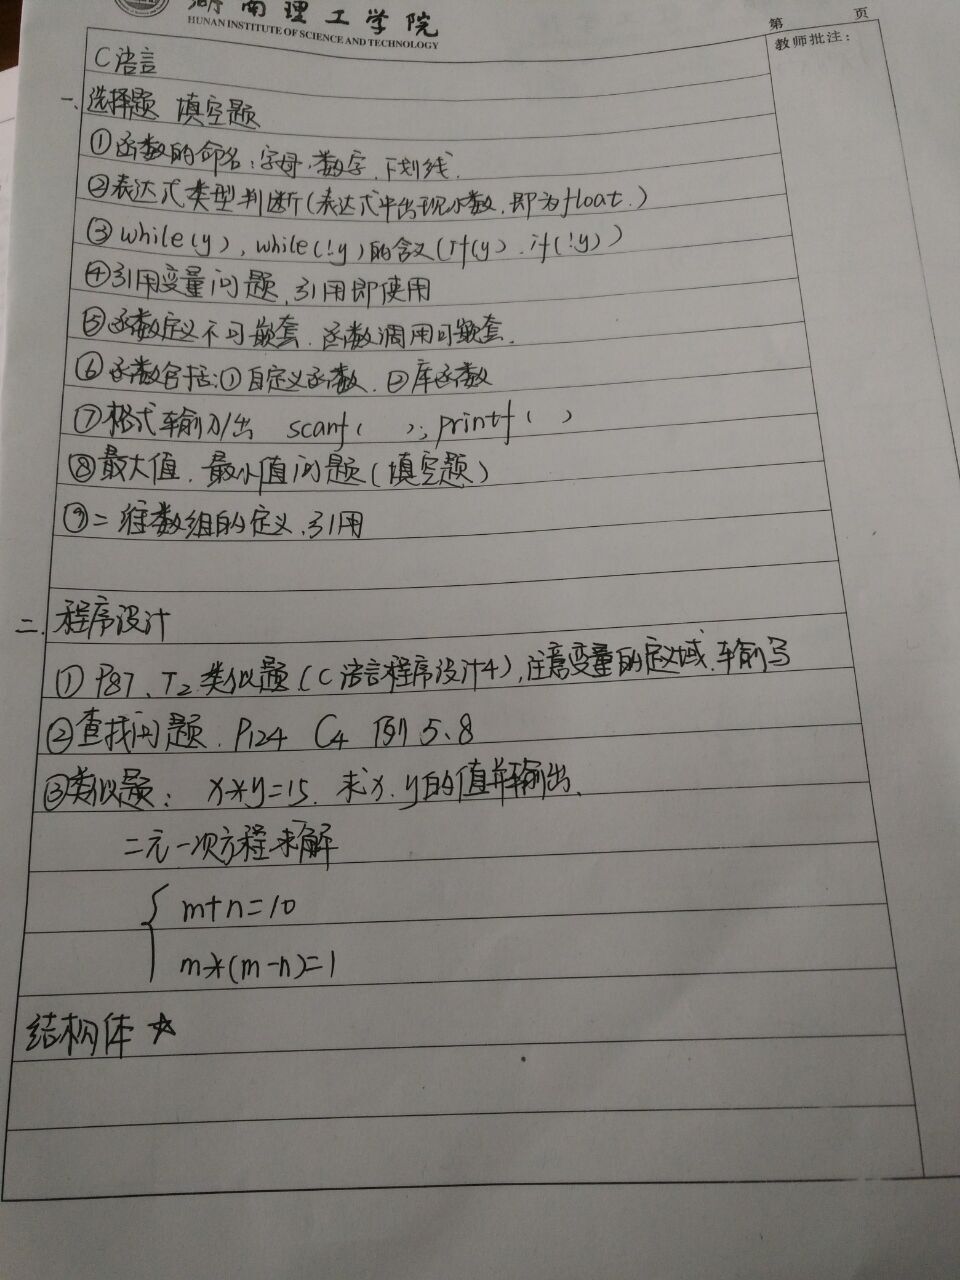 湖南理工学院
HUNAN INSTITUTE OF SCIENCE AND TECHNOLOGY
第 页
教师批注：
C语言
一、选择题 填空题
①函数的命名：字母、数字、下划线.
②表达式类型判断(表达式中出现小数,即为float.)
③while(y), while(!y)的含义(if(y).if(!y))
④引用变量问题,引用即使用
⑤函数定义不可嵌套.函数调用可嵌套.
⑥函数包括:①自定义函数.②库函数
⑦格式输入/出 scanf( ); printf( )
⑧最大值.最小值问题(填空题)
⑨二维数组的定义.引用
二.程序设计
①P87、T2.类似题(C语言程序设计4),注意变量的定义域、输写
②查找问题.P124 C4 例5、8
③类似题: x*y=15. 求x.y的值并输出、
二元一次方程求解
m+n=10
m*(m-n)=1
结构体 ☆